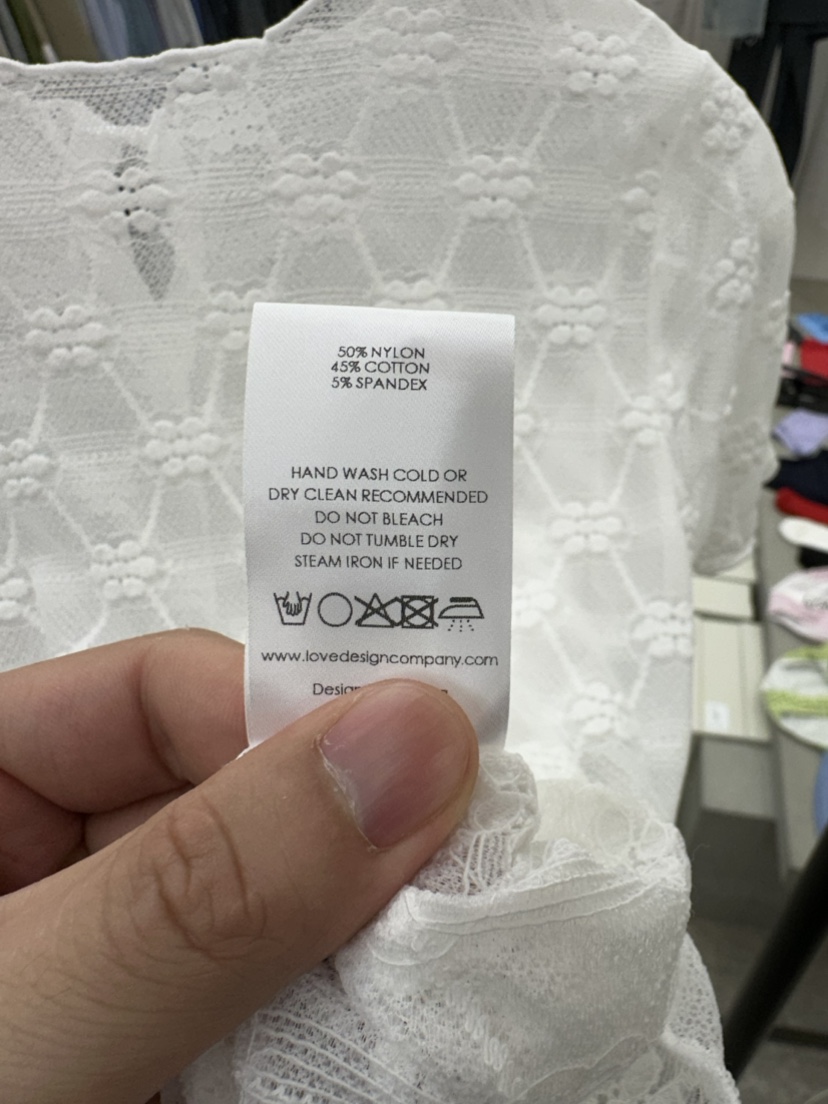 50% NYLON
45% COTTON
5% SPANDEX
HAND WASH COLD OR
DRY CLEAN RECOMMENDED
DO NOT BLEACH
DO NOT TUMBLE DRY
STEAM IRON IF NEEDED
www.lovedesigncompany.com